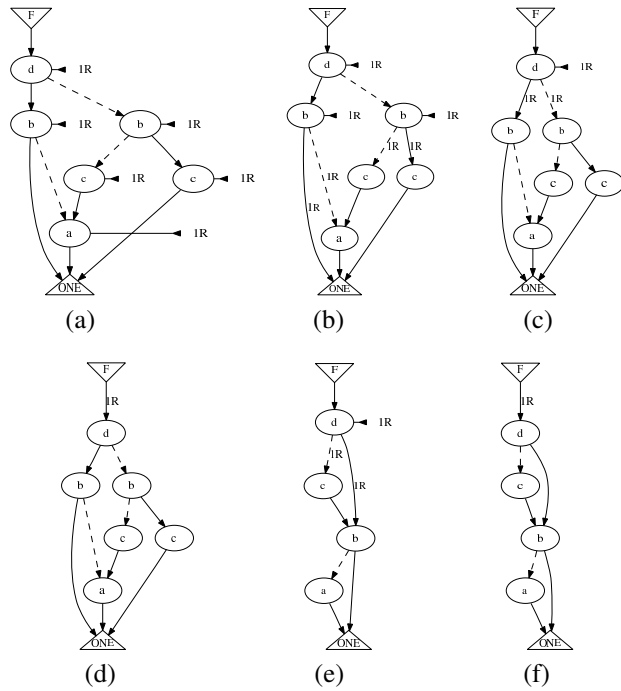 F F F
d 1R d 1R d 1R
1R 1R
b 1R b 1R b 1R b 1R b b
1R 1R
c 1R c 1R c c c c
1R 1R
a 1R a a
ONE ONE ONE
(a) (b) (c)
F F F
1R 1R
d d 1R d
1R
b b c 1R c
c c b b
a a a
ONE ONE ONE
(d) (e) (f)